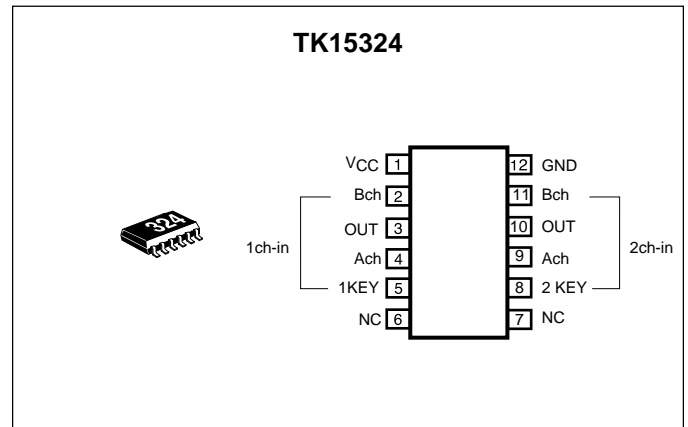 TK15324
324
VCC 1 12 GND
Bch 2 11 Bch
OUT 3 10 OUT
1ch-in 2ch-in
Ach 4 9 Ach
1KEY 5 8 2 KEY
NC 6 7 NC